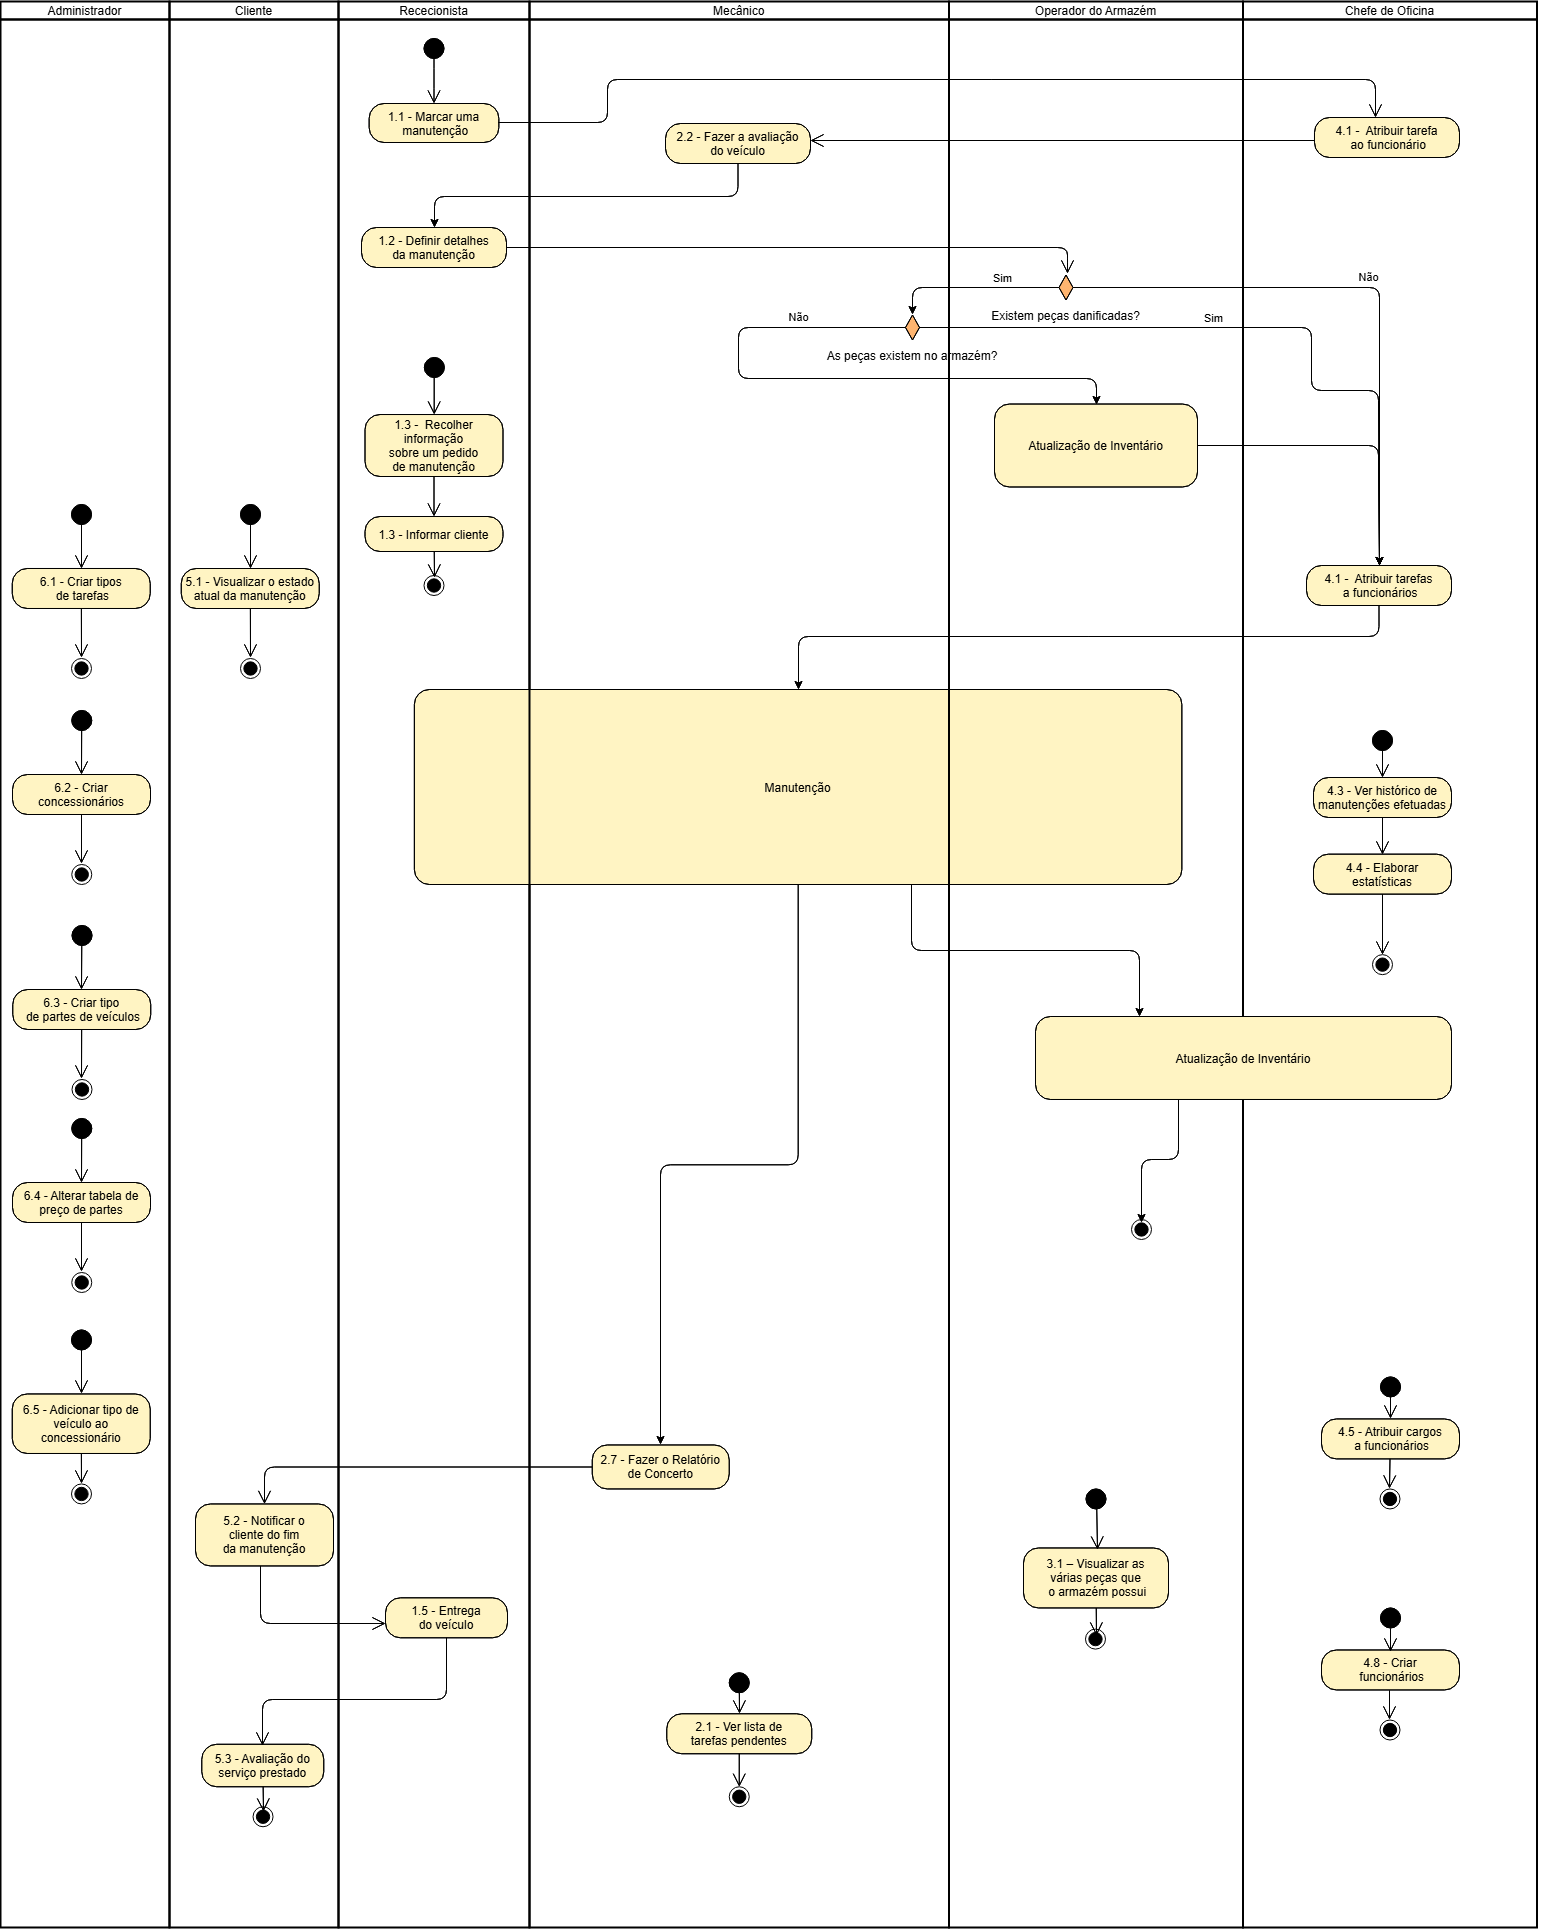 Administrador
Cliente
Rececionista
Mecânico
Operador do Armazém
Chefe de Oficina
1.1 - Marcar uma
manutenção
2.2 - Fazer a avaliação
do veículo
4.1 -  Atribuir tarefa
ao funcionário
1.2 - Definir detalhes
da manutenção
Sim
Não
Existem peças danificadas?
Não
Sim
As peças existem no armazém?
1.3 -  Recolher
informação
sobre um pedido
de manutenção
Atualização de Inventário
1.3 - Informar cliente
6.1 - Criar tipos
de tarefas
5.1 - Visualizar o estado
atual da manutenção
4.1 -  Atribuir tarefas
a funcionários
Manutenção
6.2 - Criar
concessionários
4.3 - Ver histórico de
manutenções efetuadas
4.4 - Elaborar
estatísticas
6.3 - Criar tipo
de partes de veículos
Atualização de Inventário
6.4 - Alterar tabela de
preço de partes
6.5 - Adicionar tipo de
veículo ao
concessionário
4.5 - Atribuir cargos
a funcionários
2.7 - Fazer o Relatório
de Concerto
5.2 - Notificar o
cliente do fim
da manutenção
3.1 – Visualizar as
várias peças que
o armazém possui
1.5 - Entrega
do veículo
4.8 - Criar
funcionários
2.1 - Ver lista de
tarefas pendentes
5.3 - Avaliação do
serviço prestado